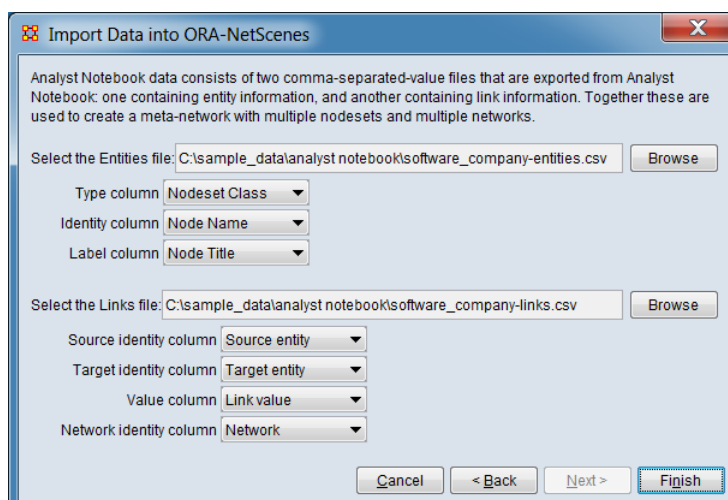 Import Data into ORA-NetScenes
X
Analyst Notebook data consists of two comma-separated-value files that are exported from Analyst
Notebook: one containing entity information, and another containing link information. Together these are
used to create a meta-network with multiple nodesets and multiple networks.
Select the Entities file: C:\sample_data\analyst notebook\software_company-entities.csv Browse
Type column Nodeset Class
Identity column Node Name
Label column Node Title
Select the Links file: C:\sample_data\analyst notebook\software_company-links.csv Browse
Source identity column Source entity
Target identity column Target entity
Value column Link value
Network identity column Network
Cancel < Back Next > Finish